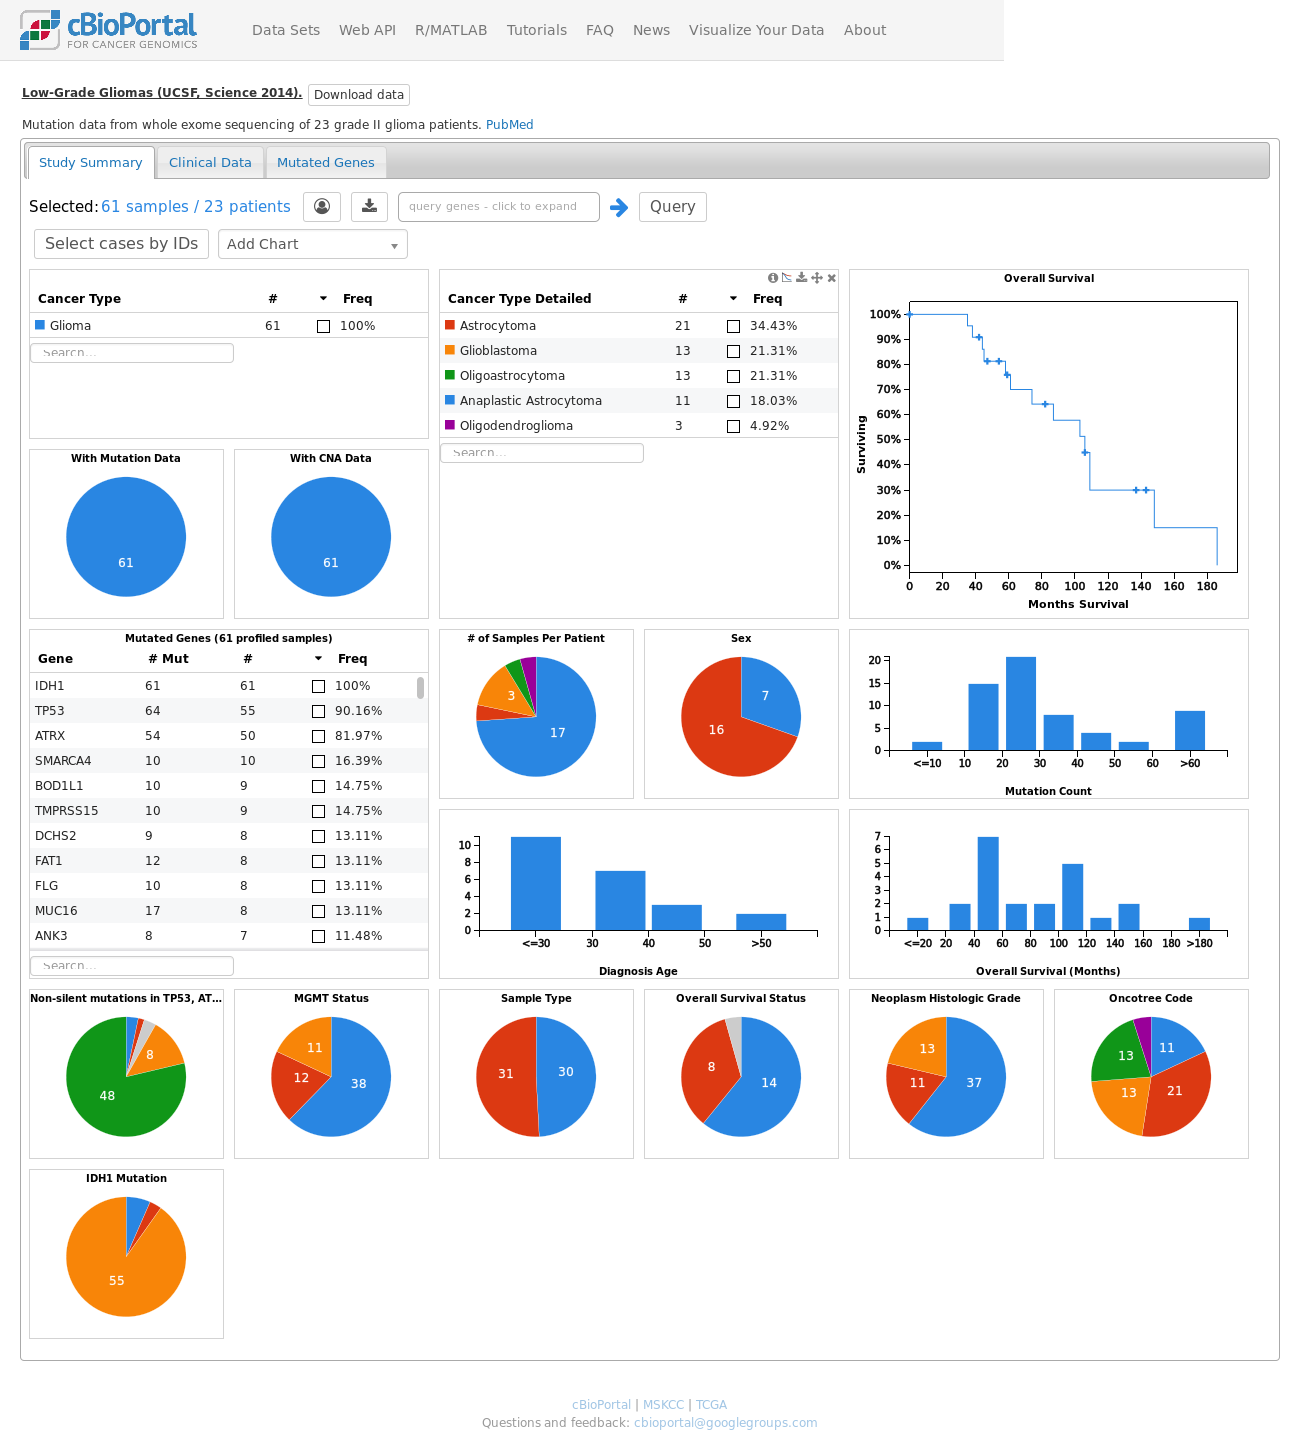 cBioPortal
FOR CANCER GENOMICS
Data Sets Web API R/MATLAB Tutorials FAQ News Visualize Your Data About
Low-Grade Gliomas (UCSF, Science 2014). Download data
Mutation data from whole exome sequencing of 23 grade II glioma patients. PubMed
Study Summary Clinical Data Mutated Genes
Selected: 61 samples / 23 patients query genes - click to expand Query
Select cases by IDs Add Chart
Cancer Type # Freq
Glioma 61 100%
Search...
Cancer Type Detailed # Freq
Astrocytoma 21 34.43%
Glioblastoma 13 21.31%
Oligoastrocytoma 13 21.31%
Anaplastic Astrocytoma 11 18.03%
Oligodendroglioma 3 4.92%
Search...
Overall Survival
100%
90%
80%
70%
60%
50%
40%
30%
20%
10%
0%
Surviving
0 20 40 60 80 100 120 140 160 180
Months Survival
With Mutation Data
61
With CNA Data
61
Mutated Genes (61 profiled samples)
Gene # Mut # Freq
IDH1 61 61 100%
TP53 64 55 90.16%
ATRX 54 50 81.97%
SMARCA4 10 10 16.39%
BOD1L1 10 9 14.75%
TMPRSS15 10 9 14.75%
DCHS2 9 8 13.11%
FAT1 12 8 13.11%
FLG 10 8 13.11%
MUC16 17 8 13.11%
ANK3 8 7 11.48%
Search...
# of Samples Per Patient
3
17
Sex
7
16
20
15
10
5
0
<=10 10 20 30 40 50 60 >60
Mutation Count
10
8
6
4
2
0
<=30 30 40 50 >50
Diagnosis Age
7
6
5
4
3
2
1
0
<=20 20 40 60 80 100 120 140 160 180 >180
Overall Survival (Months)
Non-silent mutations in TP53, AT...
8
48
MGMT Status
11
12
38
Sample Type
31
30
Overall Survival Status
8
14
Neoplasm Histologic Grade
13
11
37
Oncotree Code
11
13
13
21
IDH1 Mutation
55
cBioPortal | MSKCC | TCGA
Questions and feedback: cbioportal@googlegroups.com